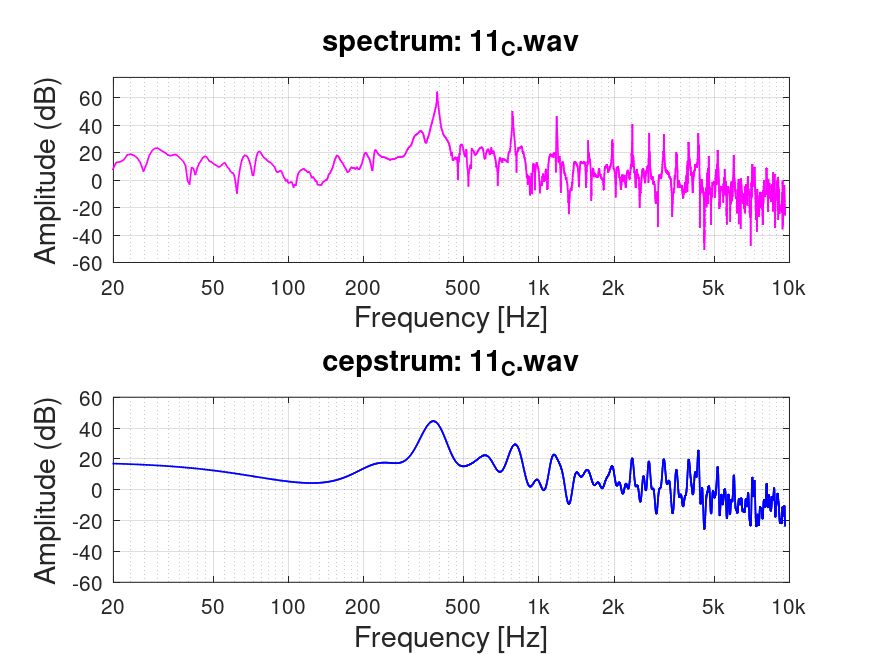 spectrum: 11C.wav
Amplitude (dB)
60
40
20
0
-20
-40
-60
20 50 100 200 500 1k 2k 5k 10k
Frequency [Hz]
cepstrum: 11C.wav
Amplitude (dB)
60
40
20
0
-20
-40
-60
20 50 100 200 500 1k 2k 5k 10k
Frequency [Hz]